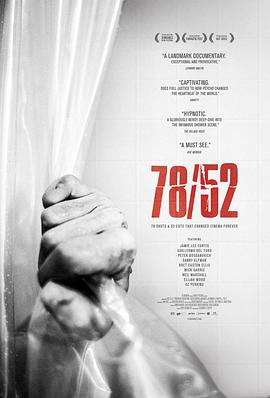 "A LANDMARK DOCUMENTARY.
EXCEPTIONAL AND PROVOCATIVE."
LEONARD MALTIN
"CAPTIVATING.
DOES FULL JUSTICE TO HOW PSYCHO CHANGED
THE HEARTBEAT OF THE WORLD."
VARIETY
"HYPNOTIC.
A GLORIOUSLY NERDY DEEP-DIVE INTO
THE INFAMOUS SHOWER SCENE."
THE VILLAGE VOICE
"A MUST SEE."
78/52
78 SHOTS & 52 CUTS THAT CHANGED CINEMA FOREVER
FEATURING
JAMIE LEE CURTIS
GUILLERMO DEL TORO
PETER BOGDANOVICH
DANNY ELFMAN
BRET EASTON ELLIS
MICK GARRIS
NEIL MARSHALL
ELIJAH WOOD
OZ PERKINS